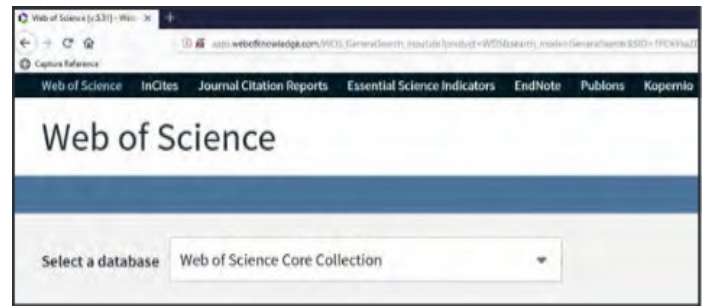 Web of Science [v.5.31] - Web
Capture Reference
Web of Science InCites Journal Citation Reports Essential Science Indicators EndNote Publons Kopernio
Web of Science
Select a database Web of Science Core Collection